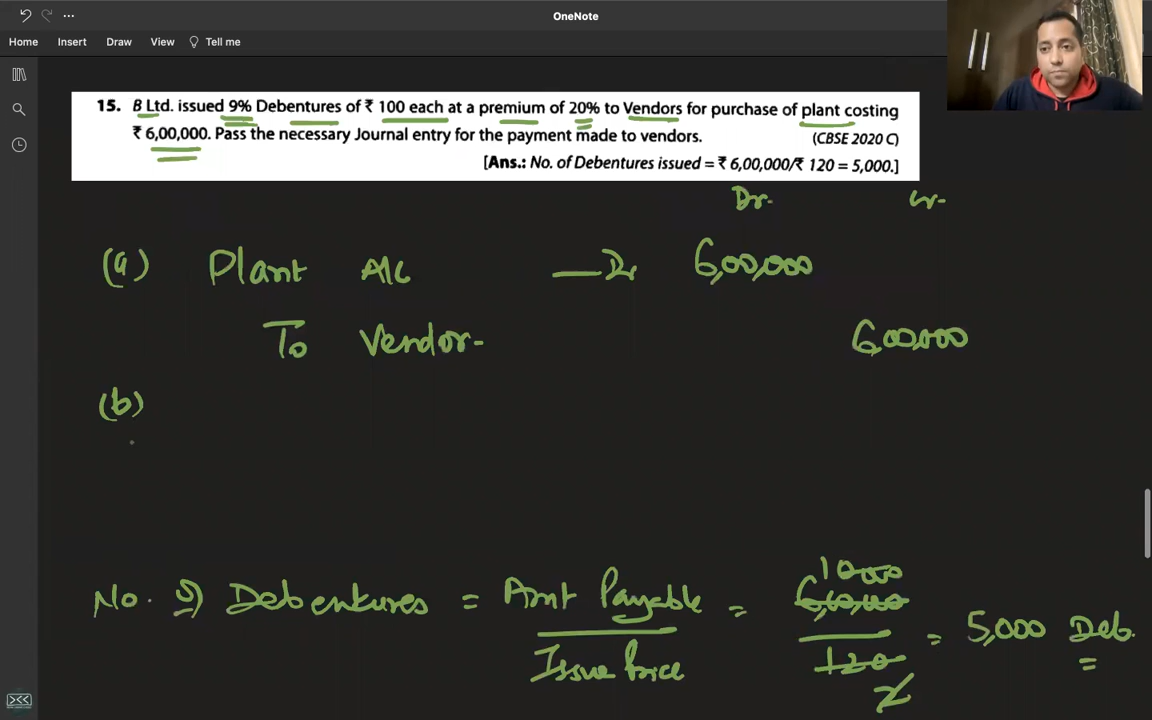 OneNote
Home Insert Draw View Tell me
15. B Ltd. issued 9% Debentures of ₹ 100 each at a premium of 20% to Vendors for purchase of plant costing
₹ 6,00,000. Pass the necessary Journal entry for the payment made to vendors. (CBSE 2020 C)
[Ans.: No. of Debentures issued = ₹ 6,00,000/₹ 120 = 5,000.]
Dr. Cr.
(a) Plant A/c — Dr 6,00,000
To Vendor 6,00,000
(b)
No. of Debentures = Amt Payable / Issue Price = 6,00,000 / 120 = 5,000 Deb.
10000
2